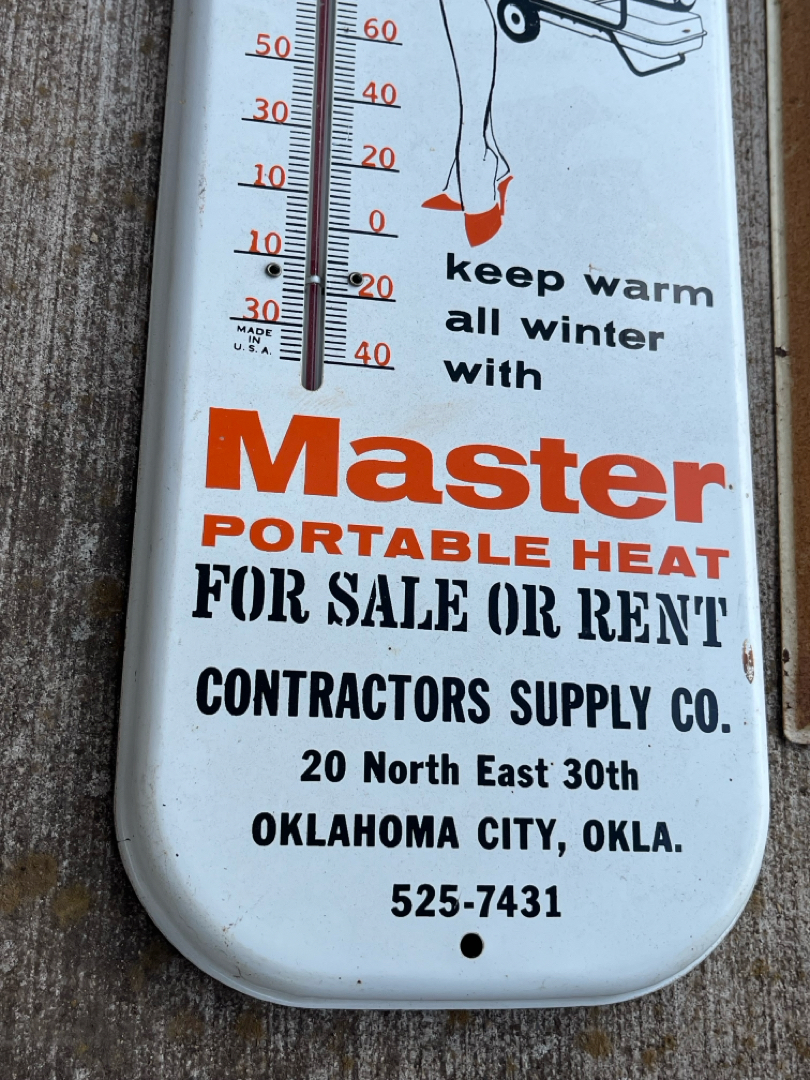 60
50
40
30
20
10
0
10
20
30
40
MADE
IN
U.S.A.
keep warm
all winter
with
Master
PORTABLE HEAT
FOR SALE OR RENT
CONTRACTORS SUPPLY CO.
20 North East 30th
OKLAHOMA CITY, OKLA.
525-7431